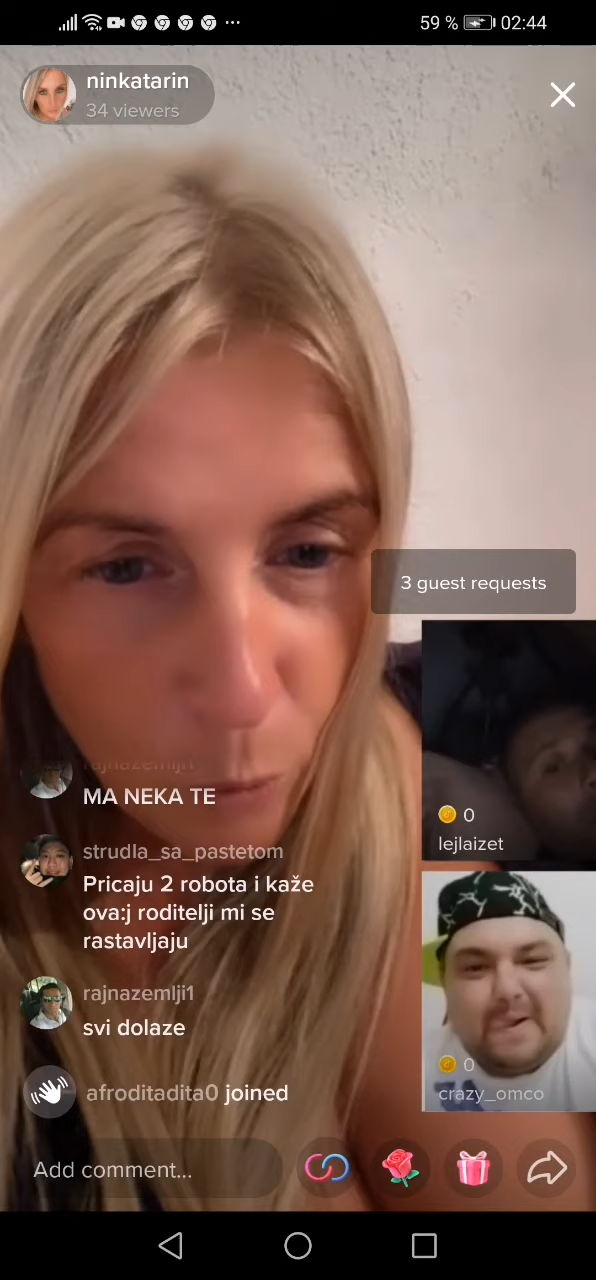 59 % 02:44
ninkatarin
34 viewers
3 guest requests
0
lejlaizet
rajnazemlji1
MA NEKA TE
strudla_sa_pastetom
Pricaju 2 robota i kaže
ova:j roditelji mi se
rastavljaju
rajnazemlji1
svi dolaze
0
crazy_omco
afroditadita0 joined
Add comment...